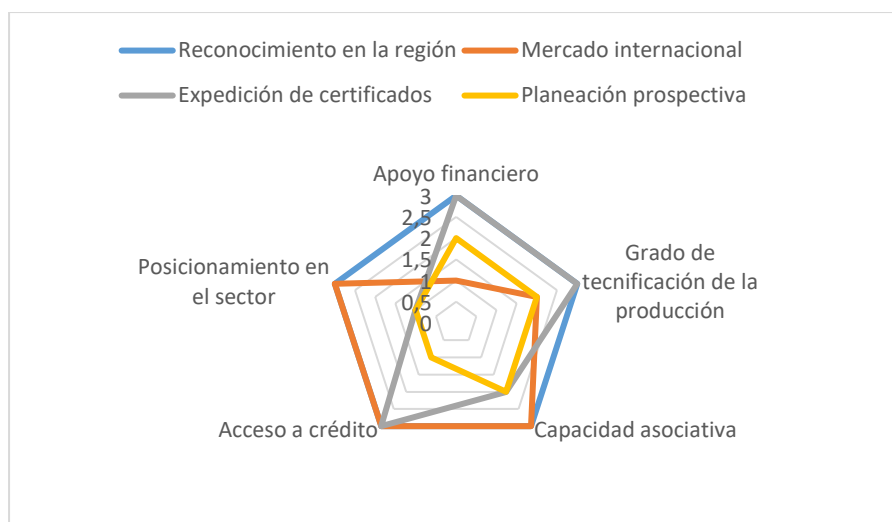 Reconocimiento en la región
Mercado internacional
Expedición de certificados
Planeación prospectiva
Apoyo financiero
3
2,5
2
1,5
1
0,5
0
Grado de
tecnificación de la
producción
Posicionamiento en
el sector
Acceso a crédito
Capacidad asociativa